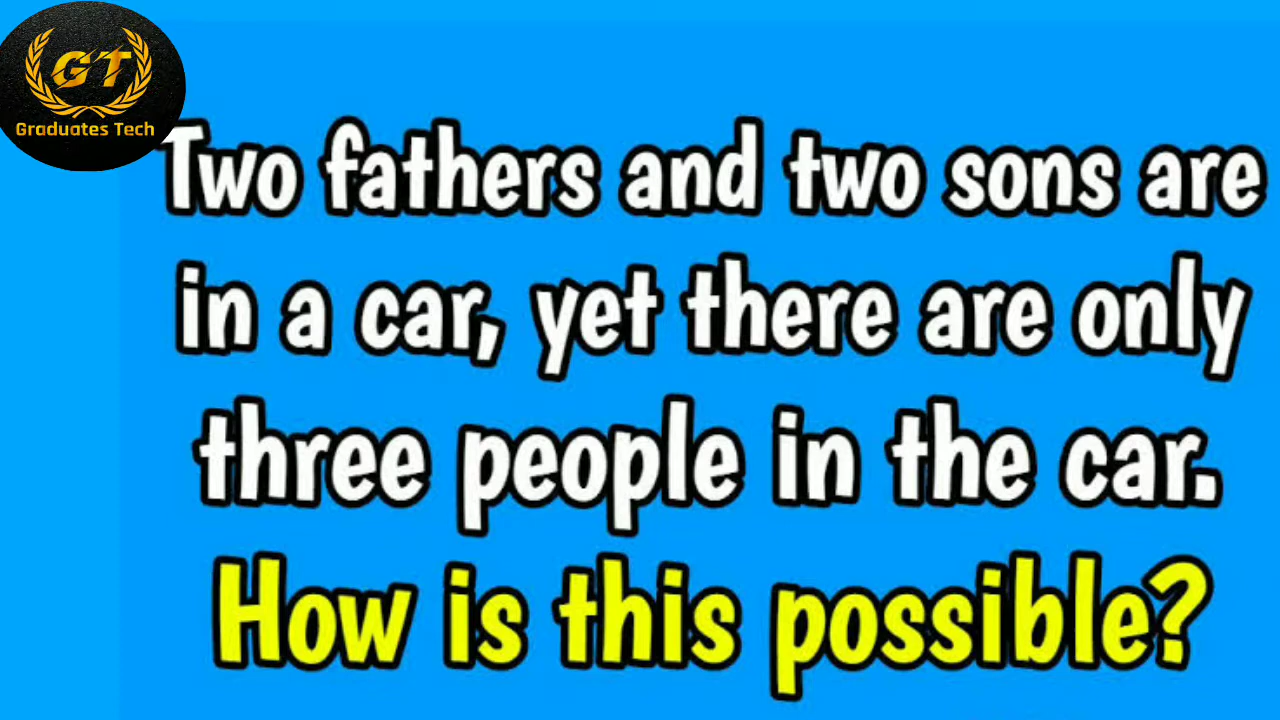 GT
Graduates Tech
Two fathers and two sons are
in a car, yet there are only
three people in the car.
How is this possible?